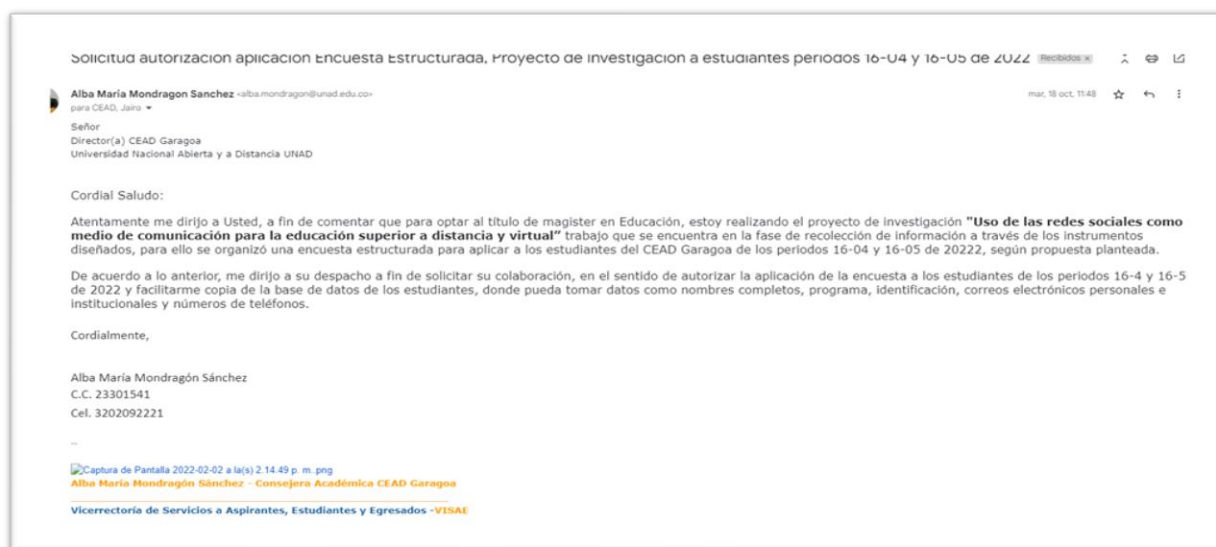 Solicitud autorización aplicación Encuesta Estructurada, Proyecto de Investigación a estudiantes periodos 16-04 y 16-05 de 2022 Recibidos x
Alba Maria Mondragon Sanchez <alba.mondragon@unad.edu.co> mar, 18 oct, 11:48
para CEAD, Jairo
Señor
Director(a) CEAD Garagoa
Universidad Nacional Abierta y a Distancia UNAD
Cordial Saludo:
Atentamente me dirijo a Usted, a fin de comentar que para optar al título de magister en Educación, estoy realizando el proyecto de investigación "Uso de las redes sociales como
medio de comunicación para la educación superior a distancia y virtual" trabajo que se encuentra en la fase de recolección de información a través de los instrumentos
diseñados, para ello se organizó una encuesta estructurada para aplicar a los estudiantes del CEAD Garagoa de los periodos 16-04 y 16-05 de 20222, según propuesta planteada.
De acuerdo a lo anterior, me dirijo a su despacho a fin de solicitar su colaboración, en el sentido de autorizar la aplicación de la encuesta a los estudiantes de los periodos 16-4 y 16-5
de 2022 y facilitarme copia de la base de datos de los estudiantes, donde pueda tomar datos como nombres completos, programa, identificación, correos electrónicos personales e
institucionales y números de teléfonos.
Cordialmente,
Alba María Mondragón Sánchez
C.C. 23301541
Cel. 3202092221
--
Captura de Pantalla 2022-02-02 a la(s) 2.14.49 p. m..png
Alba María Mondragón Sánchez - Consejera Académica CEAD Garagoa
Vicerrectoría de Servicios a Aspirantes, Estudiantes y Egresados -VISAE